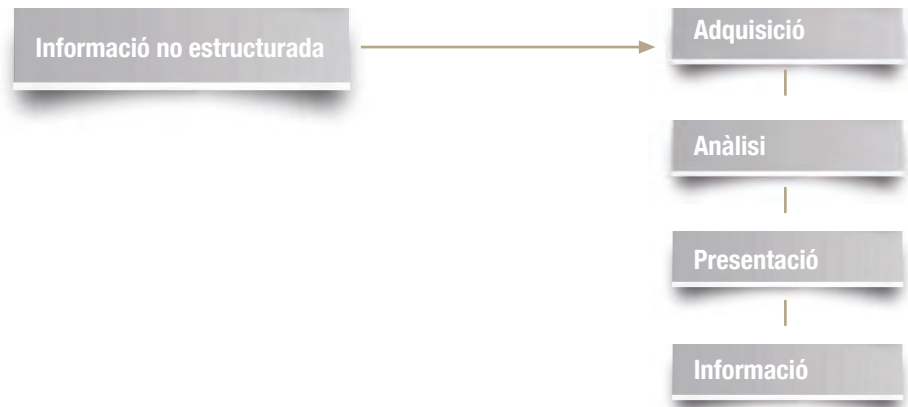 Informació no estructurada
Adquisició
Anàlisi
Presentació
Informació